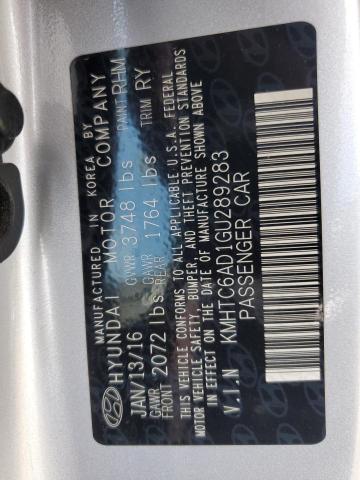 MANUFACTURED IN KOREA BY
HYUNDAI MOTOR COMPANY
JAN/13/16 GVWR 3748 lbs PAINT RHM
GAWR FRONT 2072 lbs GAWR REAR 1764 lbs TRIM RY
THIS VEHICLE CONFORMS TO ALL APPLICABLE U.S.A. FEDERAL
MOTOR VEHICLE SAFETY, BUMPER, AND THEFT PREVENTION STANDARDS
IN EFFECT ON THE DATE OF MANUFACTURE SHOWN ABOVE
V.I.N KMHTC6AD1GU289283
PASSENGER CAR